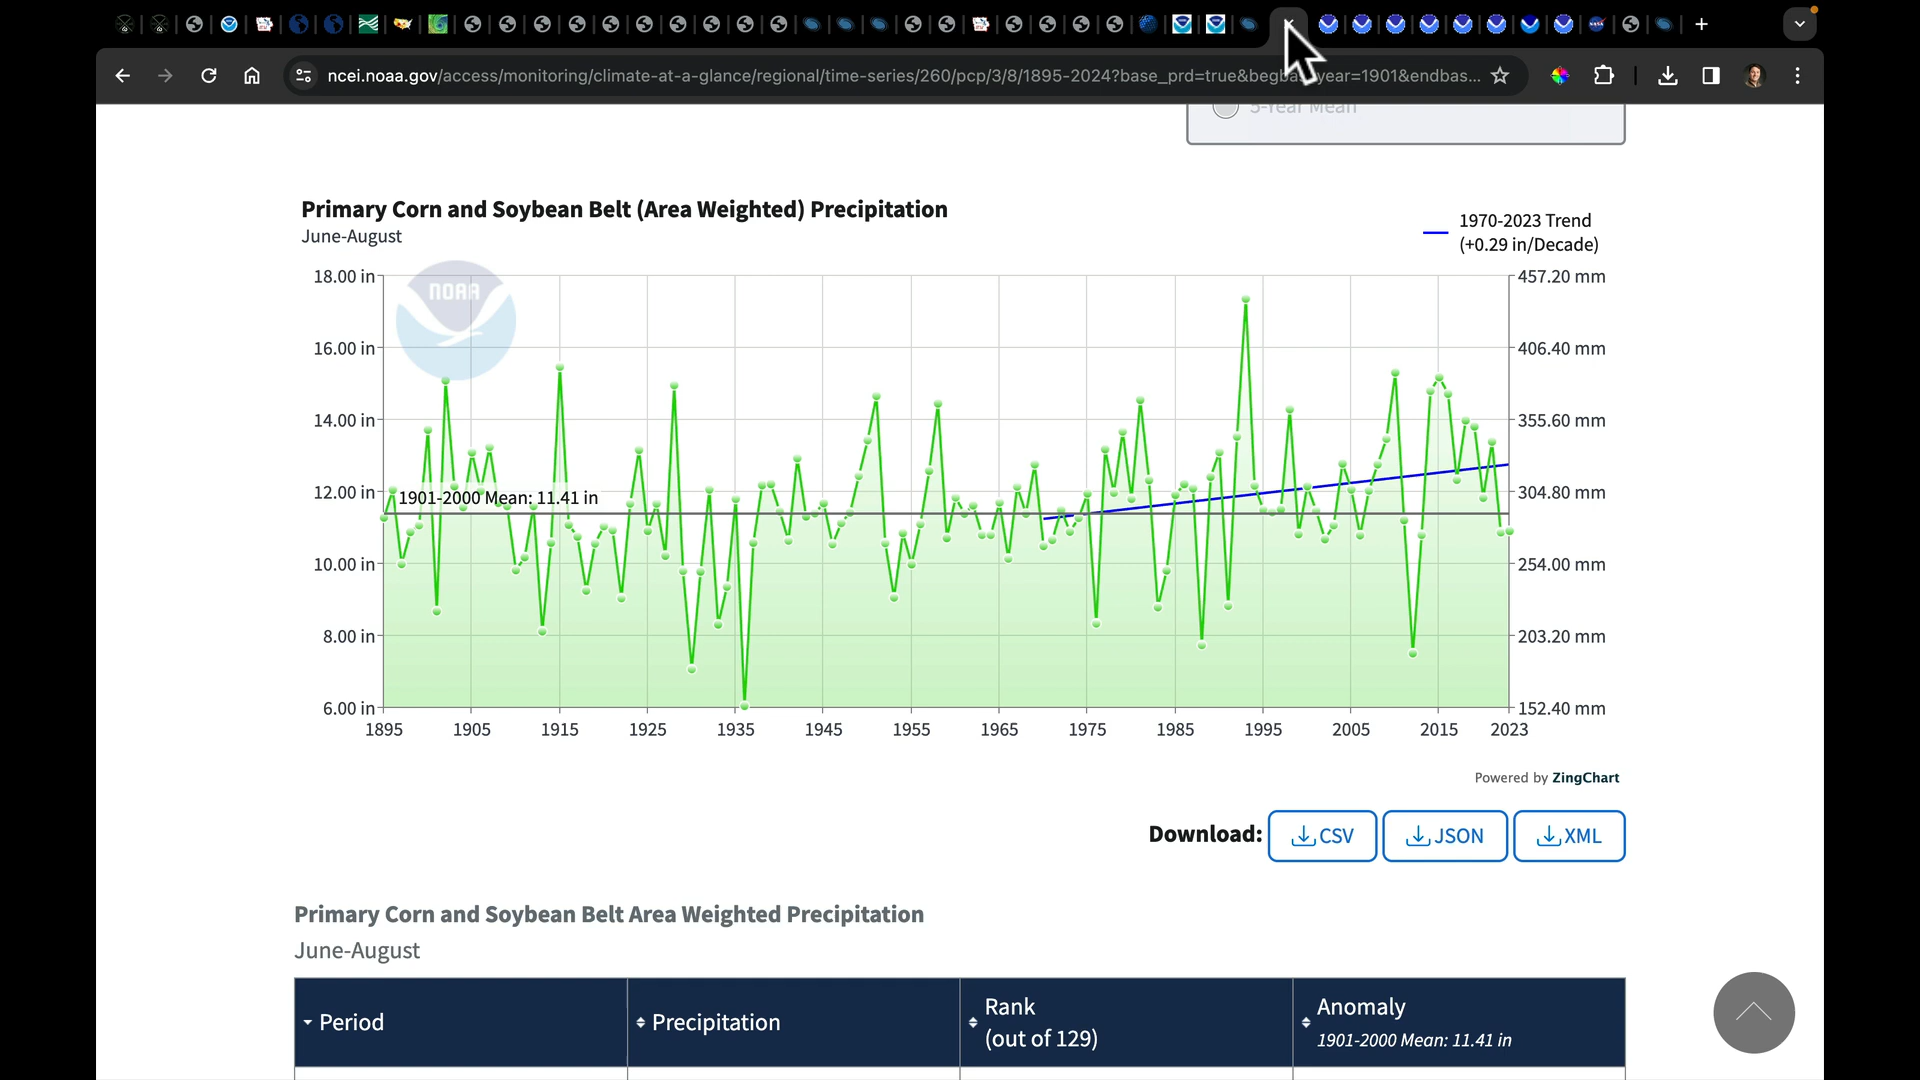 ncei.noaa.gov/access/monitoring/climate-at-a-glance/regional/time-series/260/pcp/3/8/1895-2024?base_prd=true&begbaseyear=1901&endbas...
5-Year Mean
Primary Corn and Soybean Belt (Area Weighted) Precipitation
June-August
1970-2023 Trend
(+0.29 in/Decade)
NOAA
18.00 in
457.20 mm
16.00 in
406.40 mm
14.00 in
355.60 mm
12.00 in
1901-2000 Mean: 11.41 in
304.80 mm
10.00 in
254.00 mm
8.00 in
203.20 mm
6.00 in
152.40 mm
1895 1905 1915 1925 1935 1945 1955 1965 1975 1985 1995 2005 2015 2023
Powered by ZingChart
Download: CSV JSON XML
Primary Corn and Soybean Belt Area Weighted Precipitation
June-August
Period
Precipitation
Rank
(out of 129)
Anomaly
1901-2000 Mean: 11.41 in